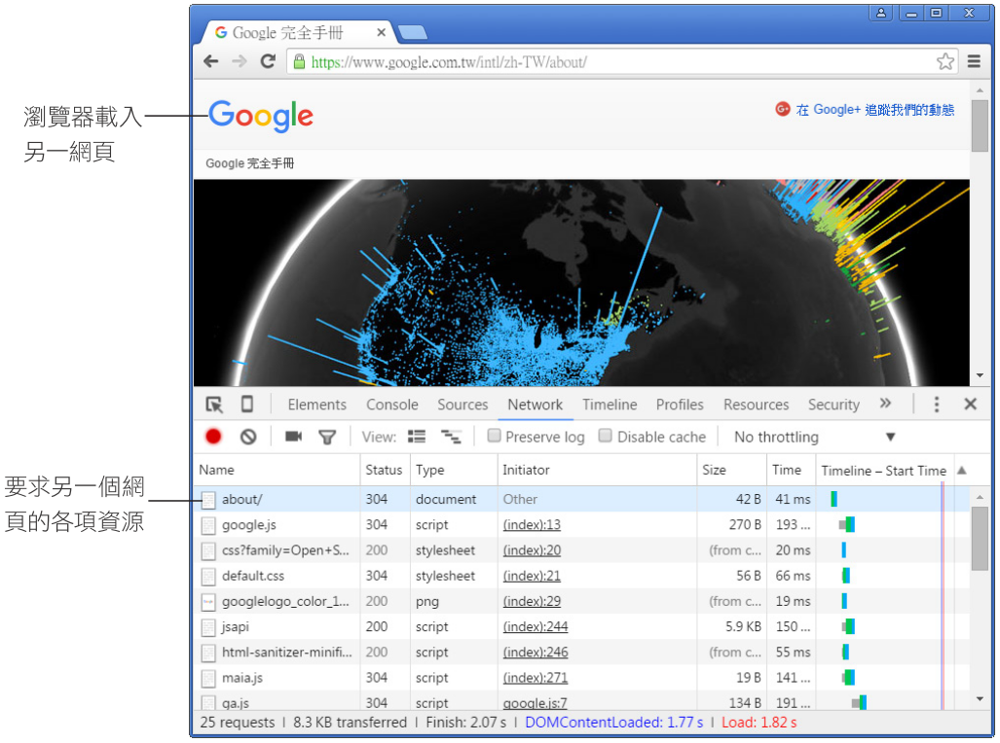 Google 完全手冊
https://www.google.com.tw/intl/zh-TW/about/
瀏覽器載入
另一網頁
Google
G+ 在 Google+ 追蹤我們的動態
Google 完全手冊
Elements Console Sources Network Timeline Profiles Resources Security »
View: Preserve log Disable cache No throttling
Name Status Type Initiator Size Time Timeline – Start Time
要求另一個網
頁的各項資源
about/ 304 document Other 42 B 41 ms
google.js 304 script (index):13 270 B 193 ...
css?family=Open+S... 200 stylesheet (index):20 (from c... 20 ms
default.css 304 stylesheet (index):21 56 B 66 ms
googlelogo_color_1... 200 png (index):29 (from c... 19 ms
jsapi 200 script (index):244 5.9 KB 150 ...
html-sanitizer-minifi... 200 script (index):246 (from c... 55 ms
maia.js 304 script (index):271 19 B 141 ...
ga.js 304 script google.js:7 134 B 191 ...
25 requests | 8.3 KB transferred | Finish: 2.07 s | DOMContentLoaded: 1.77 s | Load: 1.82 s